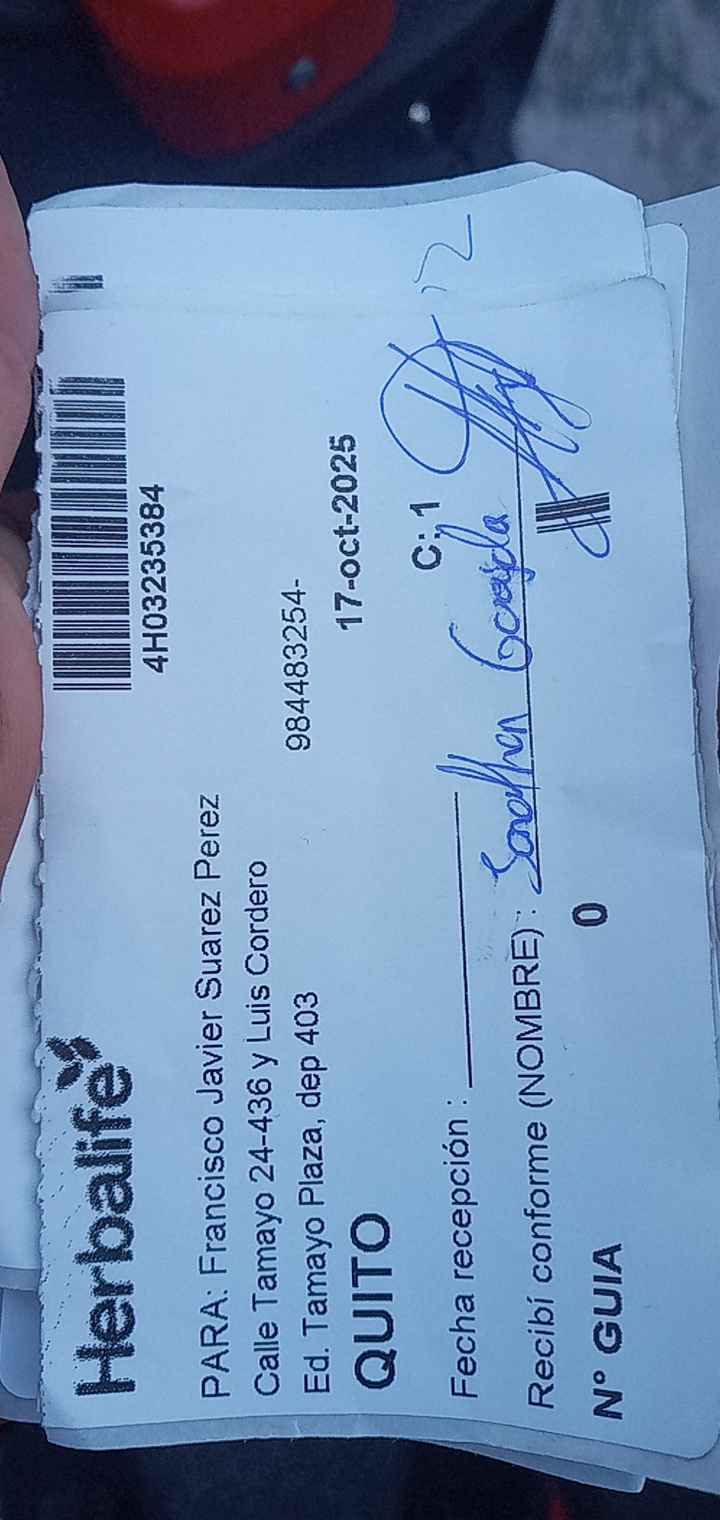 Herbalife
4H03235384
PARA: Francisco Javier Suarez Perez
Calle Tamayo 24-436 y Luis Cordero
984483254-
Ed. Tamayo Plaza, dep 403
QUITO
17-oct-2025
C: 1
Fecha recepción :
Recibí conforme (NOMBRE) : Jonathan
N° GUIA
0